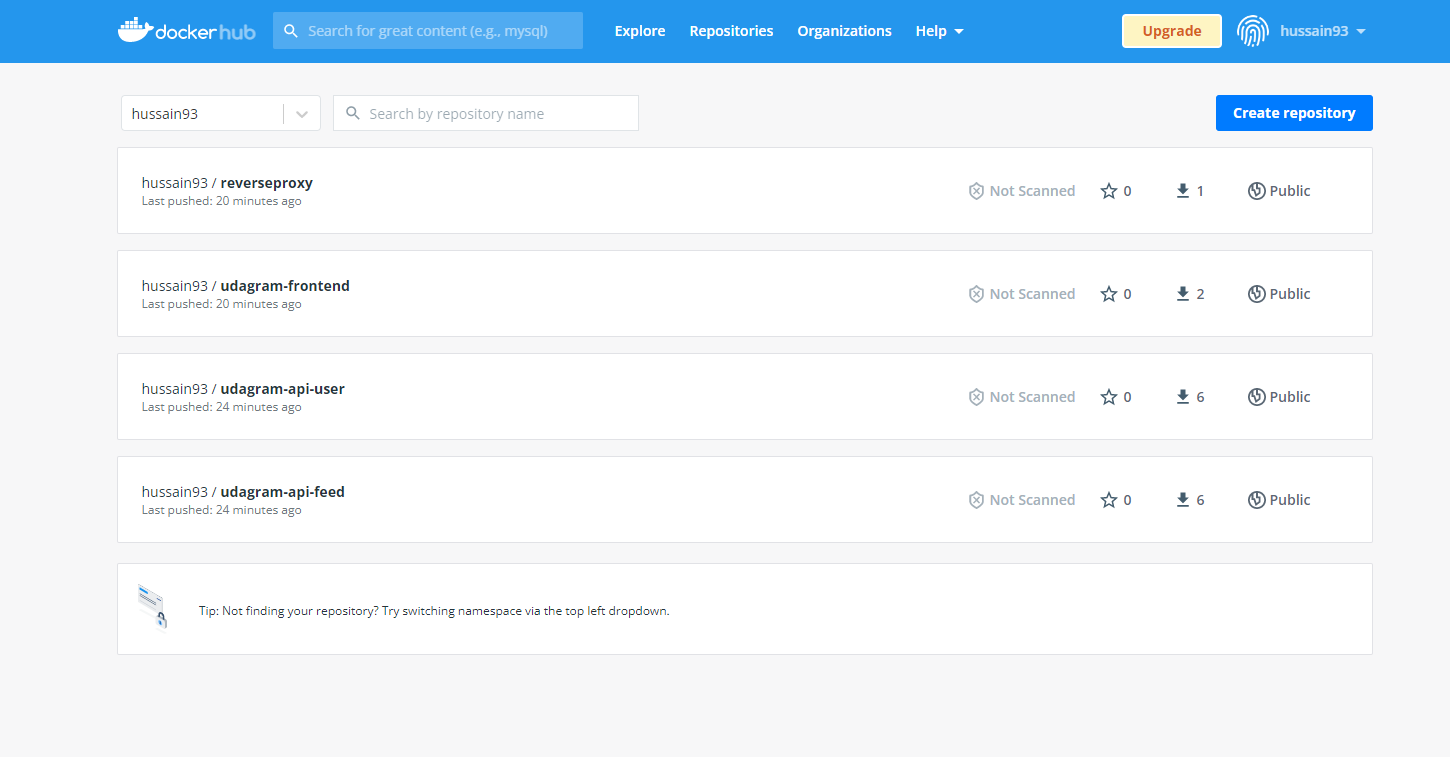 dockerhub Search for great content (e.g., mysql) Explore Repositories Organizations Help Upgrade hussain93
hussain93 Search by repository name Create repository
hussain93 / reverseproxy
Last pushed: 20 minutes ago
Not Scanned 0 1 Public
hussain93 / udagram-frontend
Last pushed: 20 minutes ago
Not Scanned 0 2 Public
hussain93 / udagram-api-user
Last pushed: 24 minutes ago
Not Scanned 0 6 Public
hussain93 / udagram-api-feed
Last pushed: 24 minutes ago
Not Scanned 0 6 Public
Tip: Not finding your repository? Try switching namespace via the top left dropdown.